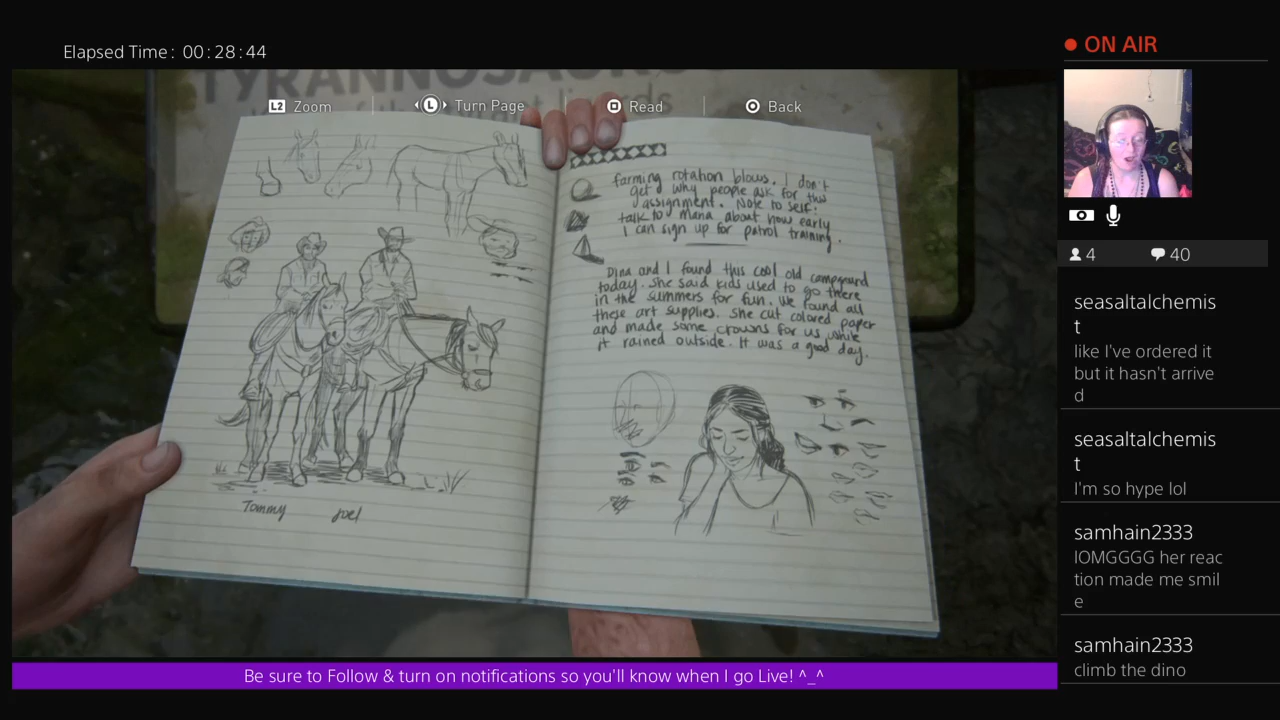 Elapsed Time: 00:28:44
ON AIR
TYRANNOSAUR
L2 Zoom
L Turn Page
Read
Back
farming rotation blows. I don't
get why people ask for this
assignment. Note to self:
talk to Maria about how early
I can sign up for patrol training.
Dina and I found this cool old campground
today. She said kids used to go there
in the summers for fun. We found all
these art supplies. She cut colored paper
and made some crowns for us while
it rained outside. It was a good day.
Tommy
Joel
4
40
seasaltalchemis
t
like I've ordered it
but it hasn't arrive
d
seasaltalchemis
t
I'm so hype lol
samhain2333
IOMGGGG her reac
tion made me smil
e
samhain2333
climb the dino
Be sure to Follow & turn on notifications so you'll know when I go Live! ^_^